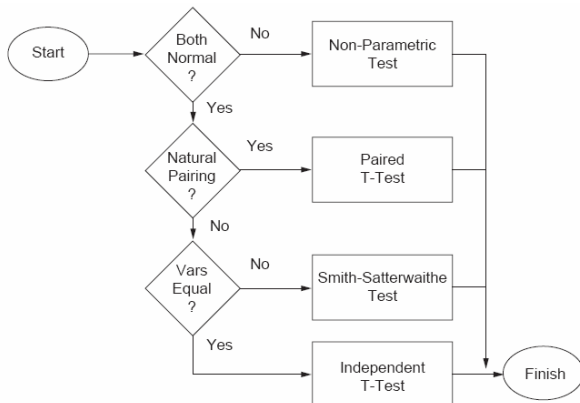 Start
Both
Normal
?
No
Non-Parametric
Test
Yes
Natural
Pairing
?
Yes
Paired
T-Test
No
Vars
Equal
?
No
Smith-Satterwaithe
Test
Yes
Independent
T-Test
Finish